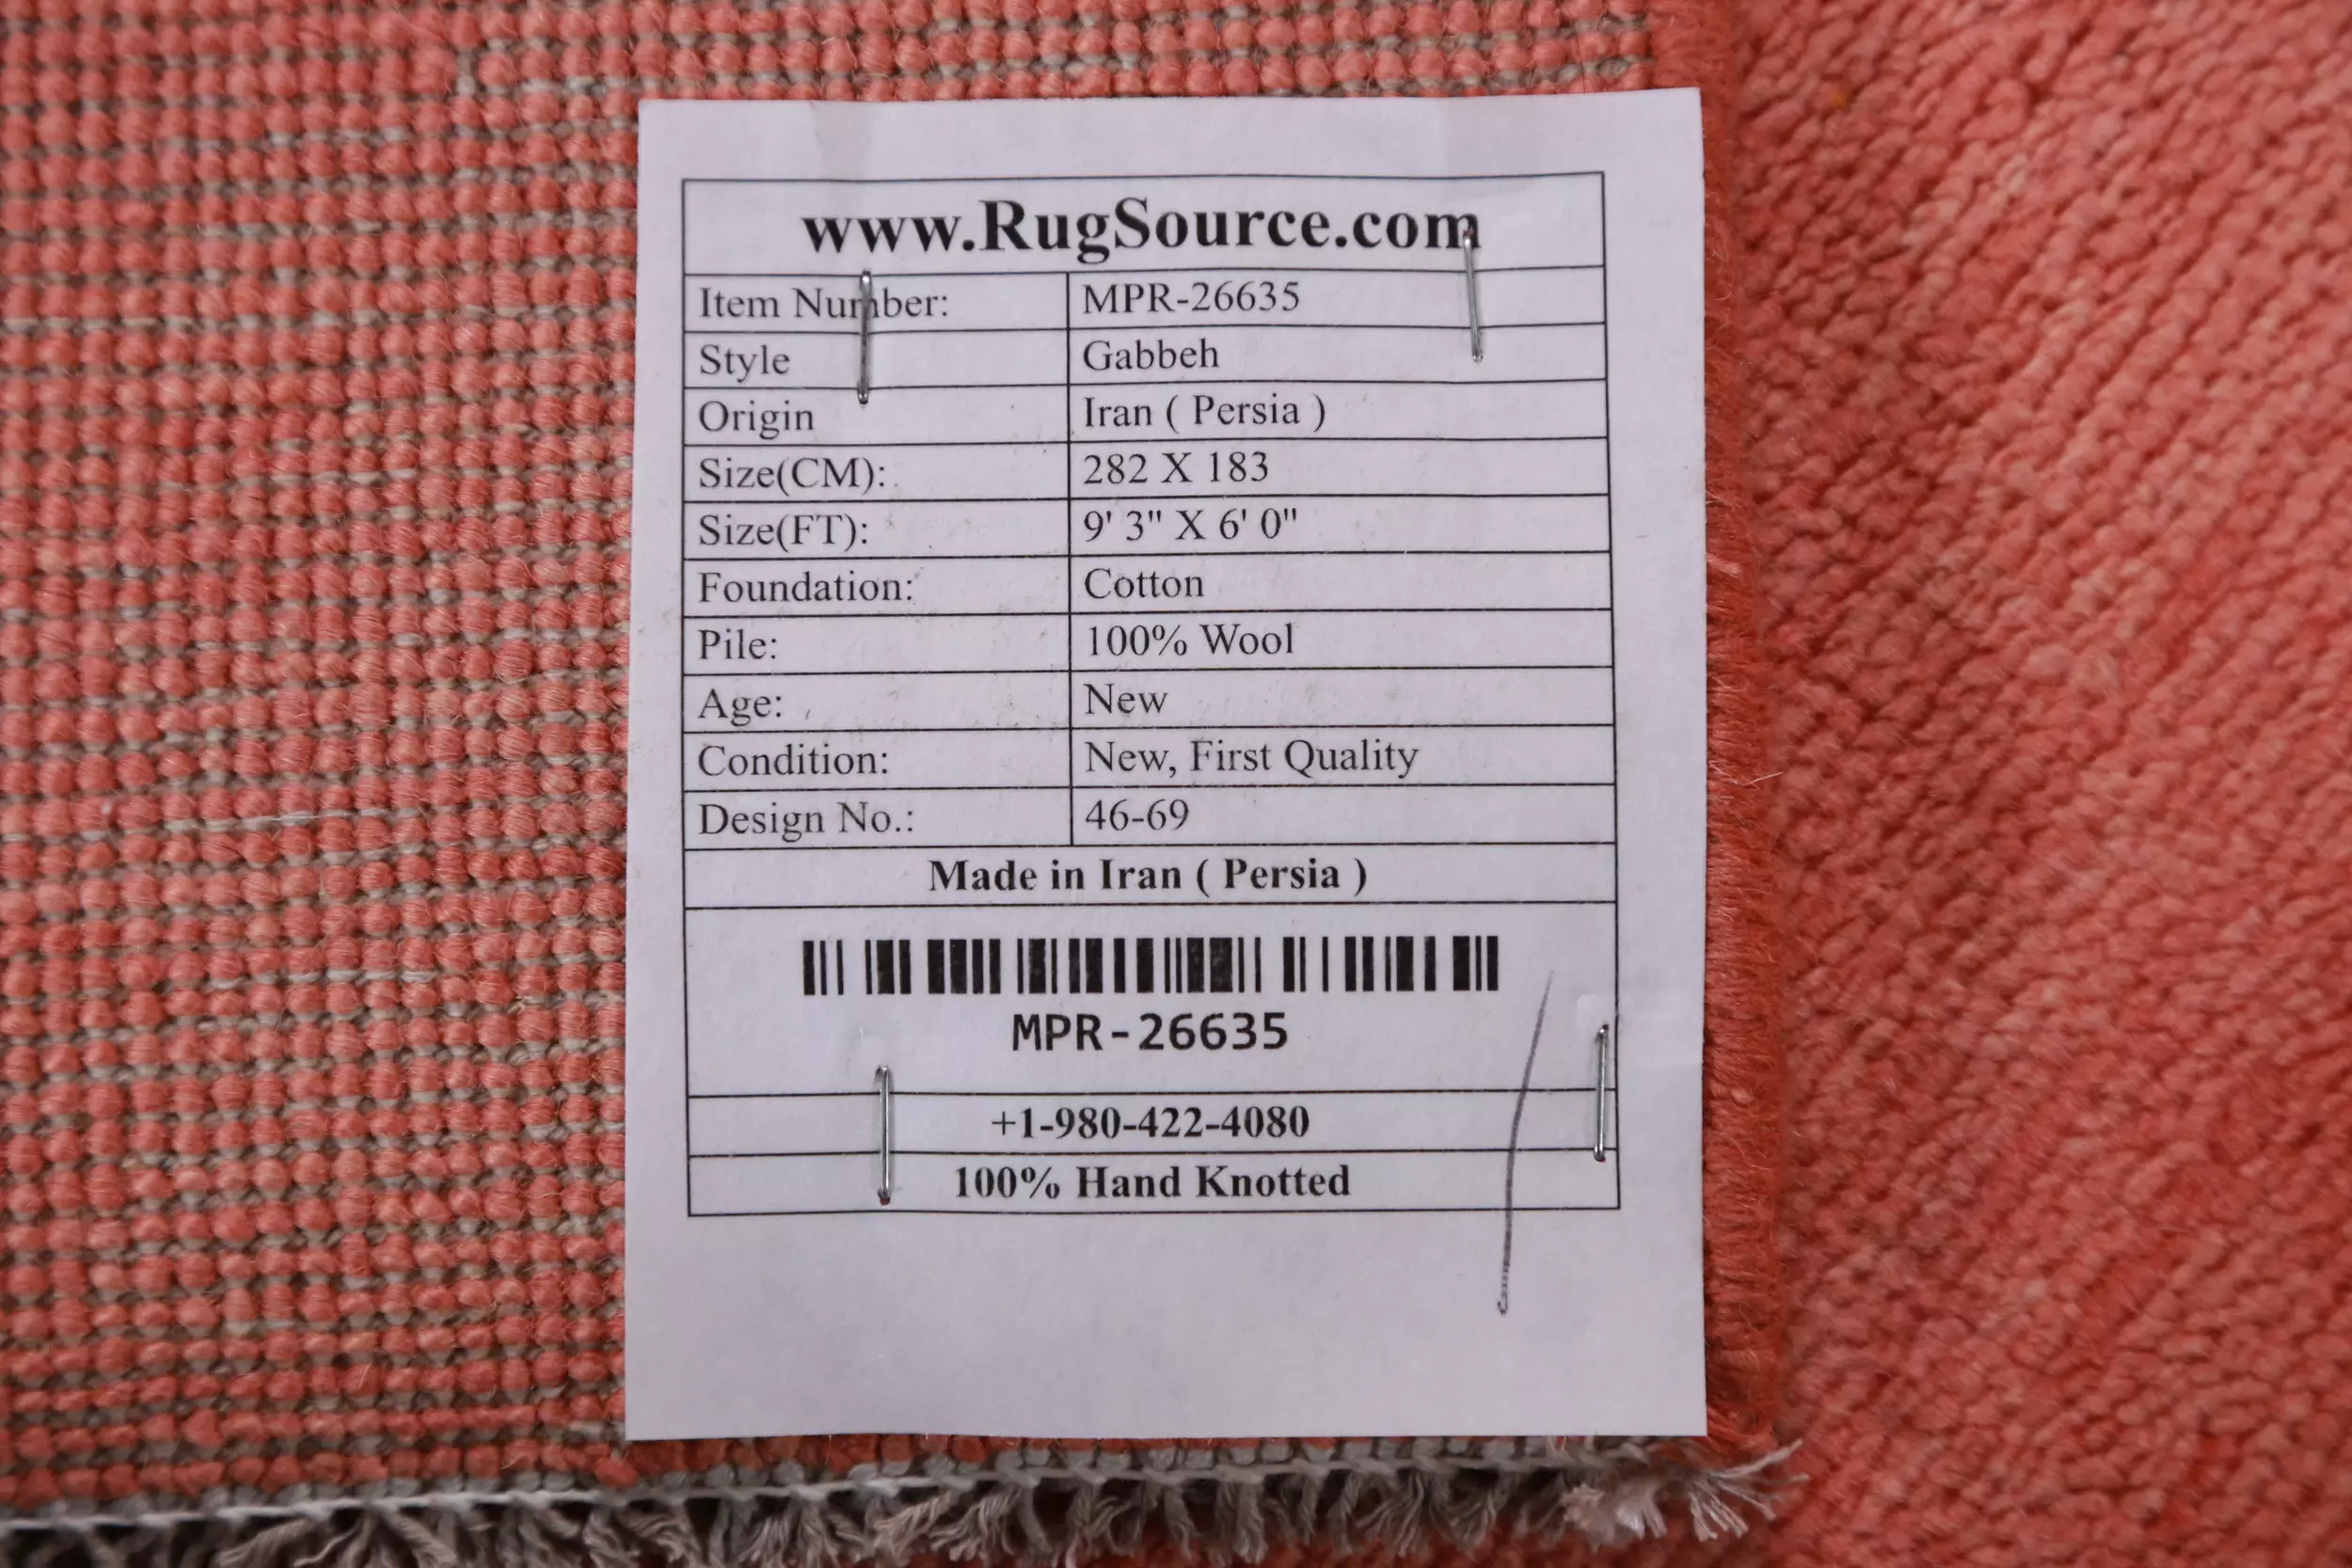 www.RugSource.com
Item Number: MPR-26635
Style Gabbeh
Origin Iran ( Persia )
Size(CM): 282 X 183
Size(FT): 9' 3" X 6' 0"
Foundation: Cotton
Pile: 100% Wool
Age: New
Condition: New, First Quality
Design No.: 46-69
Made in Iran ( Persia )
MPR-26635
+1-980-422-4080
100% Hand Knotted